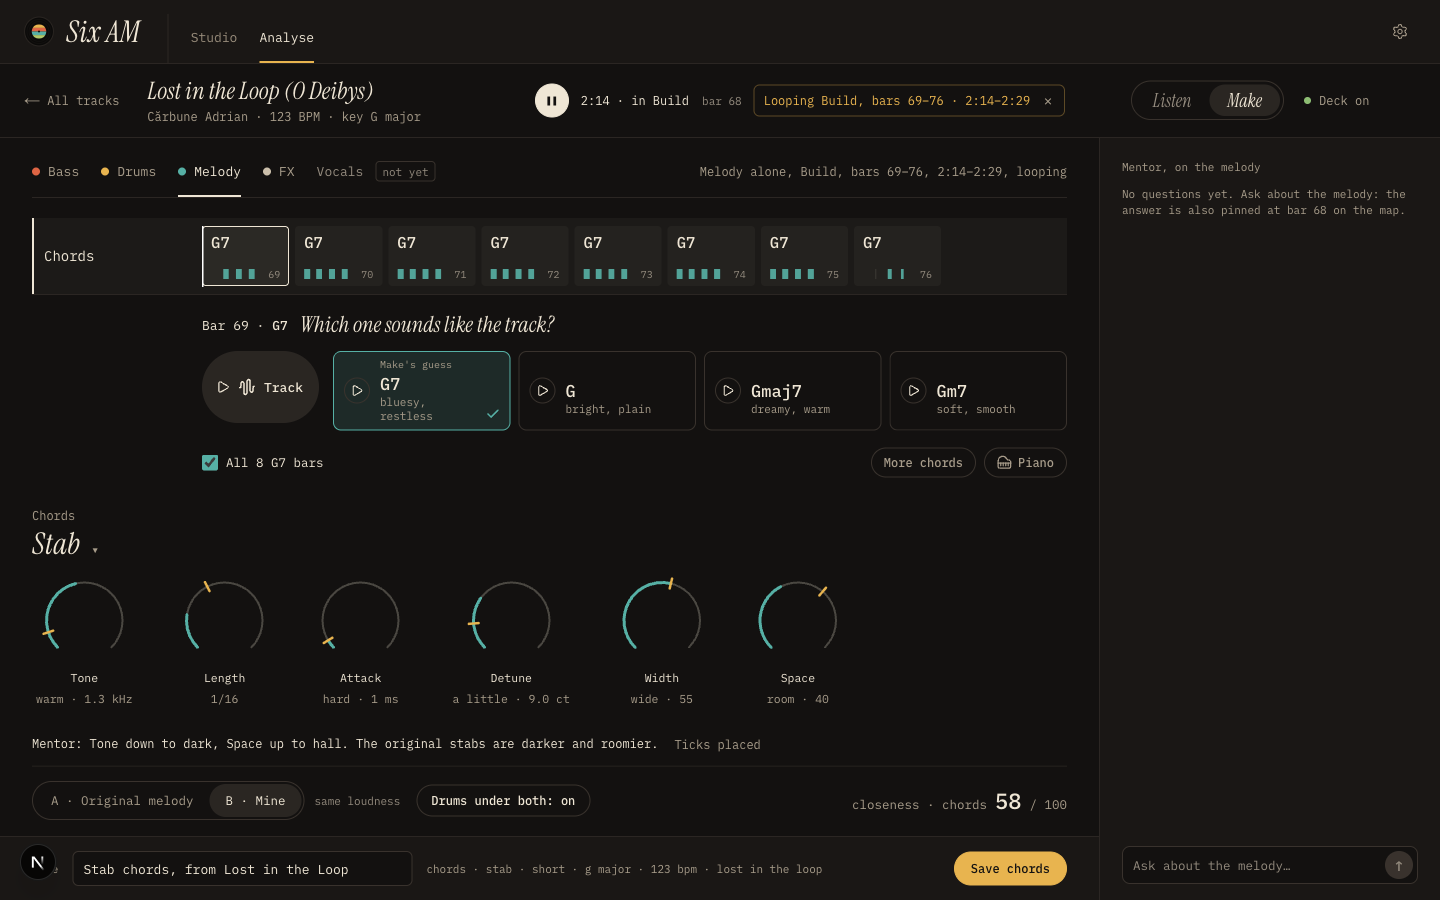 Six AM
Studio
Analyse
← All tracks
Lost in the Loop (O Deibys)
Cărbune Adrian · 123 BPM · key G major
2:14 · in Build
bar 68
Looping Build, bars 69–76 · 2:14–2:29 ×
Listen
Make
Deck on
Bass
Drums
Melody
FX
Vocals
not yet
Melody alone, Build, bars 69–76, 2:14–2:29, looping
Chords
G7
69
G7
70
G7
71
G7
72
G7
73
G7
74
G7
75
G7
76
Bar 69 · G7
Which one sounds like the track?
Track
Make's guess
G7
bluesy,
restless
G
bright, plain
Gmaj7
dreamy, warm
Gm7
soft, smooth
All 8 G7 bars
More chords
Piano
Chords
Stab
Tone
warm · 1.3 kHz
Length
1/16
Attack
hard · 1 ms
Detune
a little · 9.0 ct
Width
wide · 55
Space
room · 40
Mentor: Tone down to dark, Space up to hall. The original stabs are darker and roomier.
Ticks placed
A · Original melody
B · Mine
same loudness
Drums under both: on
closeness · chords 58 / 100
N
Stab chords, from Lost in the Loop
chords · stab · short · g major · 123 bpm · lost in the loop
Save chords
Mentor, on the melody
No questions yet. Ask about the melody: the
answer is also pinned at bar 68 on the map.
Ask about the melody…